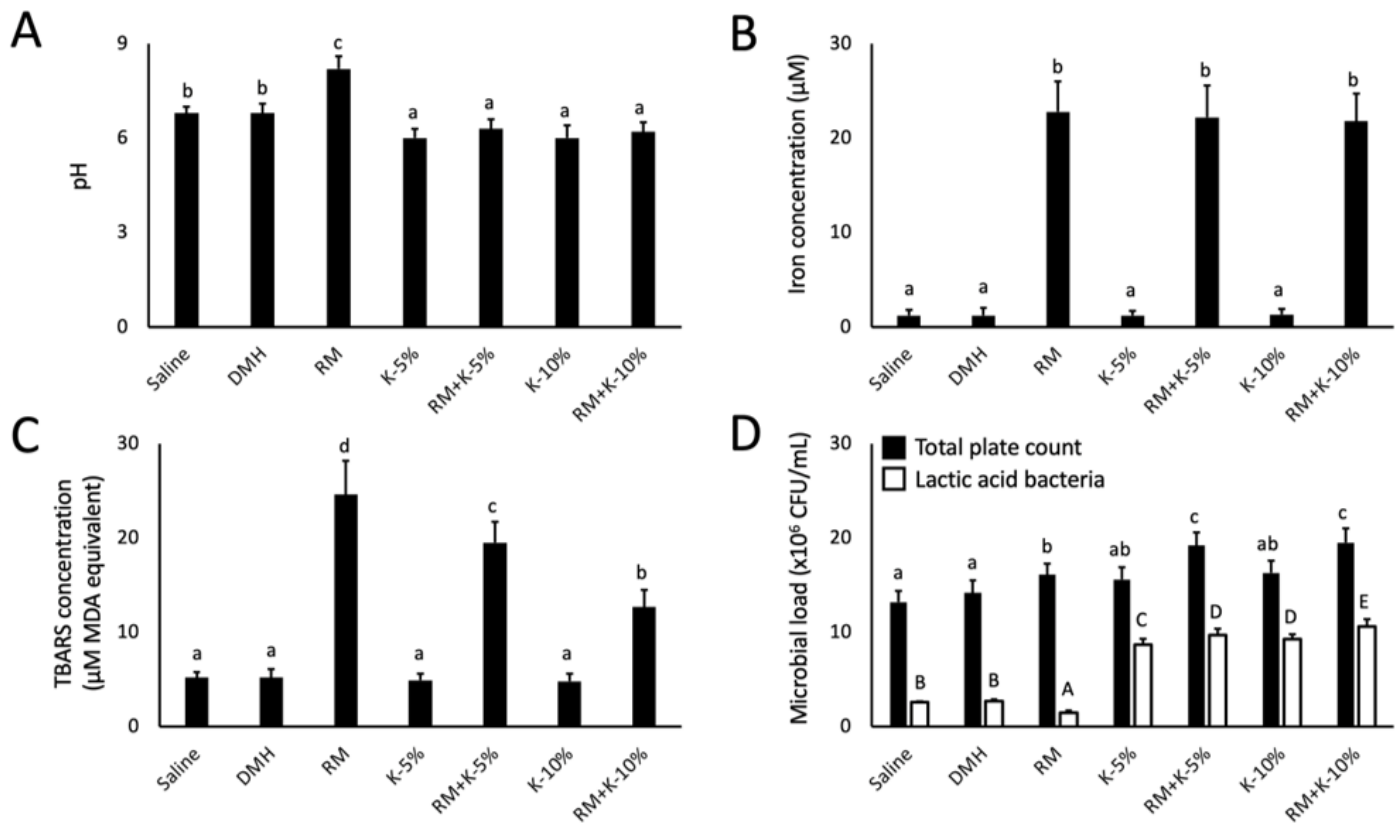 A
pH
9
6
3
0
b
b
c
a
a
a
a
Saline
DMH
RM
K-5%
RM+K-5%
K-10%
RM+K-10%
B
Iron concentration (μM)
30
20
10
0
a
a
b
a
b
a
b
Saline
DMH
RM
K-5%
RM+K-5%
K-10%
RM+K-10%
C
TBARS concentration
(μM MDA equivalent)
30
20
10
0
a
a
d
a
c
a
b
Saline
DMH
RM
K-5%
RM+K-5%
K-10%
RM+K-10%
D
Microbial load (x10⁶ CFU/mL)
30
20
10
0
Total plate count
Lactic acid bacteria
a
B
a
B
b
A
ab
C
c
D
ab
D
c
E
Saline
DMH
RM
K-5%
RM+K-5%
K-10%
RM+K-10%